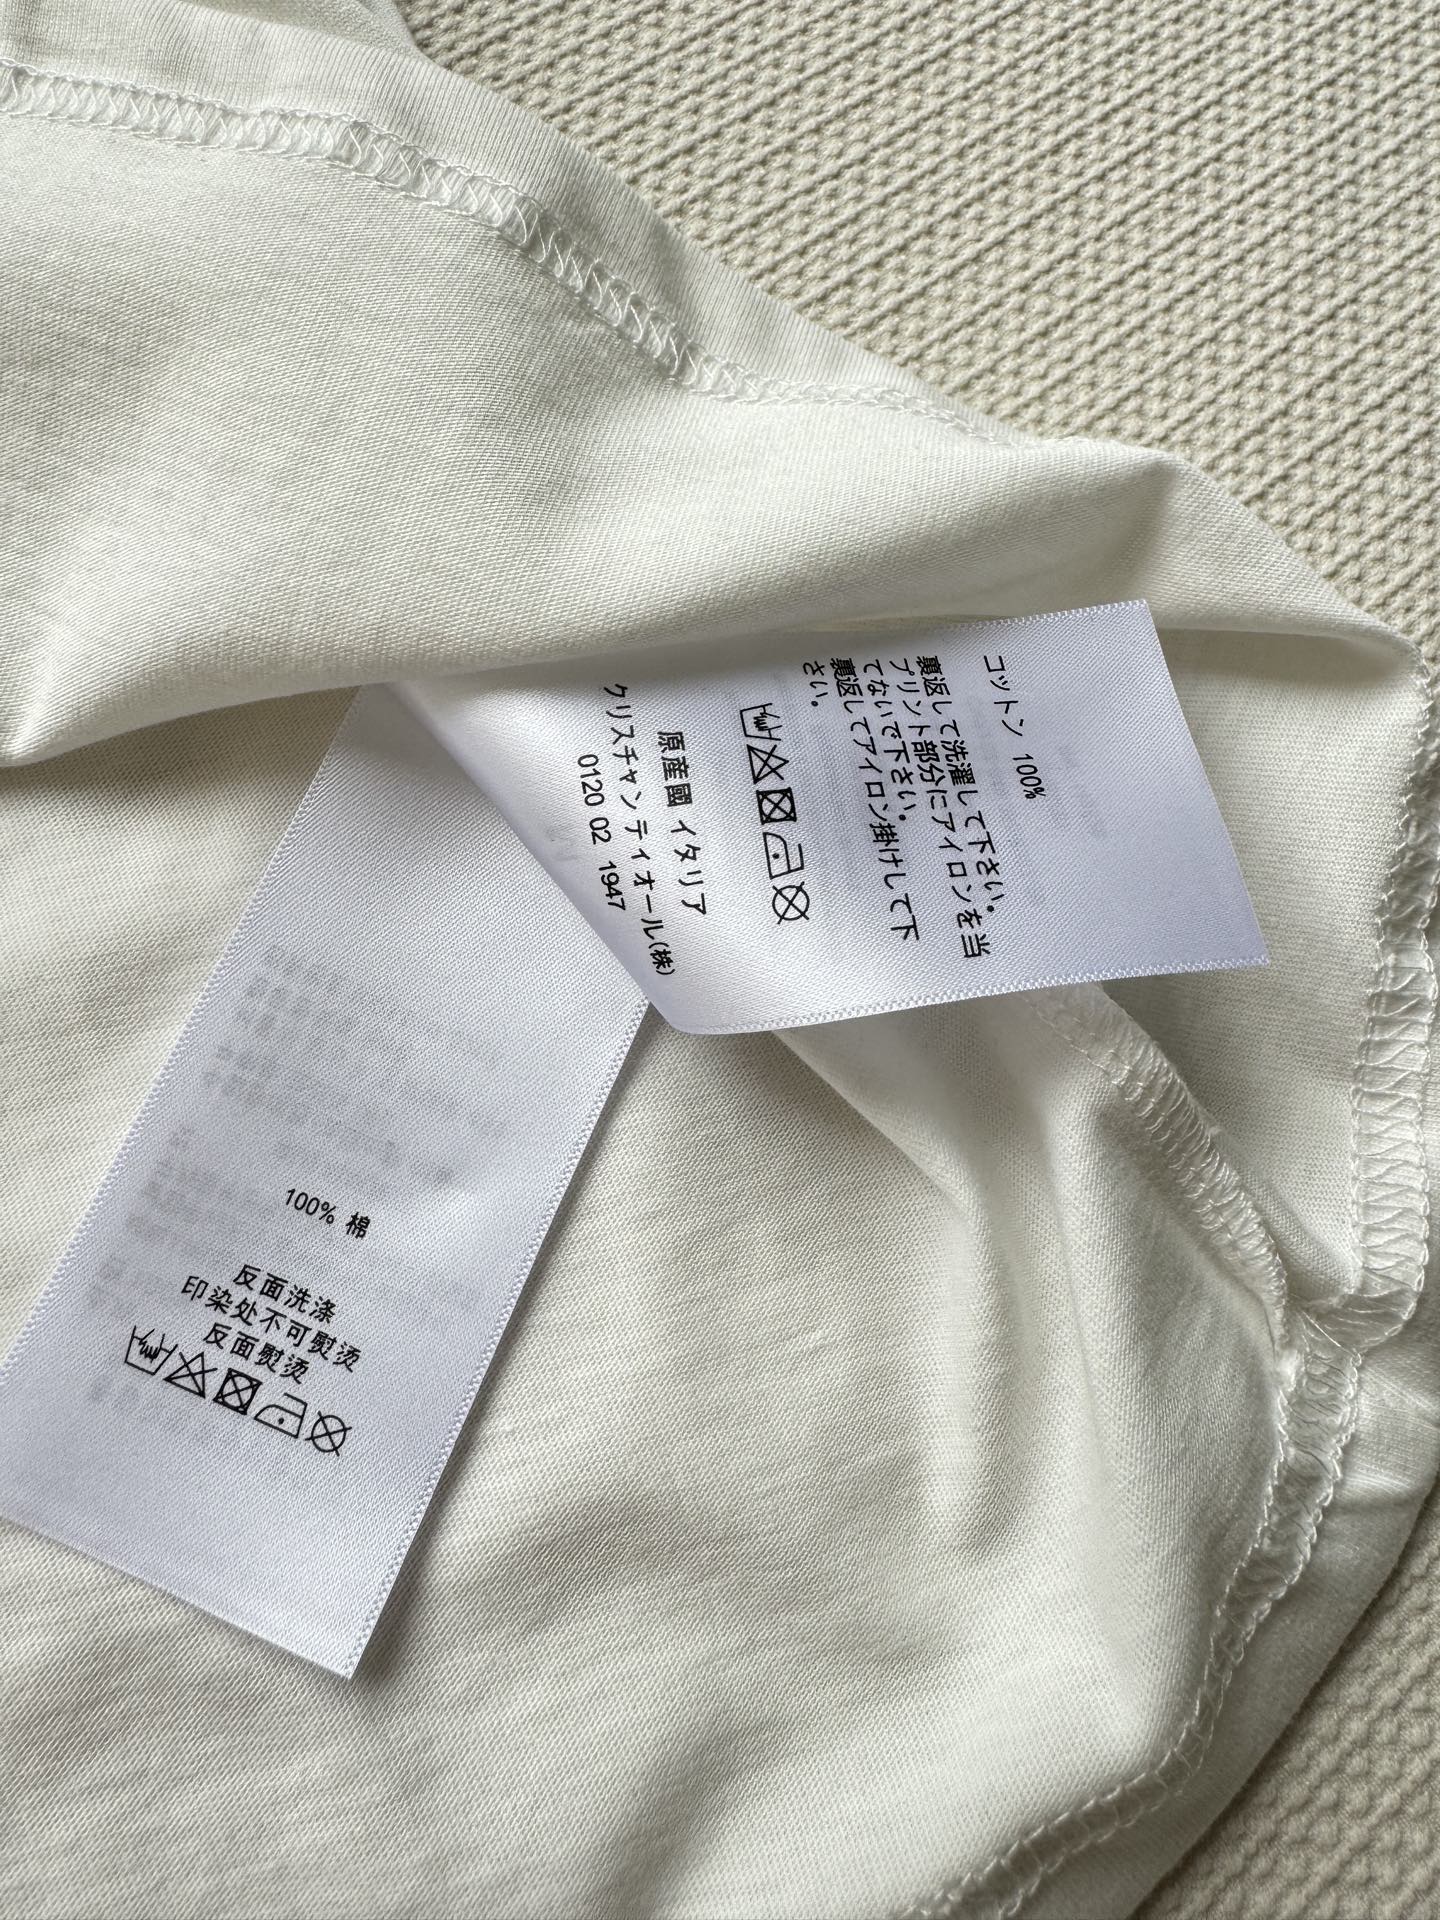 コットン 100%
裏返して洗濯して下さい。
プリント部分にアイロンを当
てないで下さい。
裏返してアイロン掛けして下
さい。
原産國 イタリア
クリスチャンティオール(株)
0120 02 1947
100% 棉
反面洗涤
印染处不可熨烫
反面熨烫